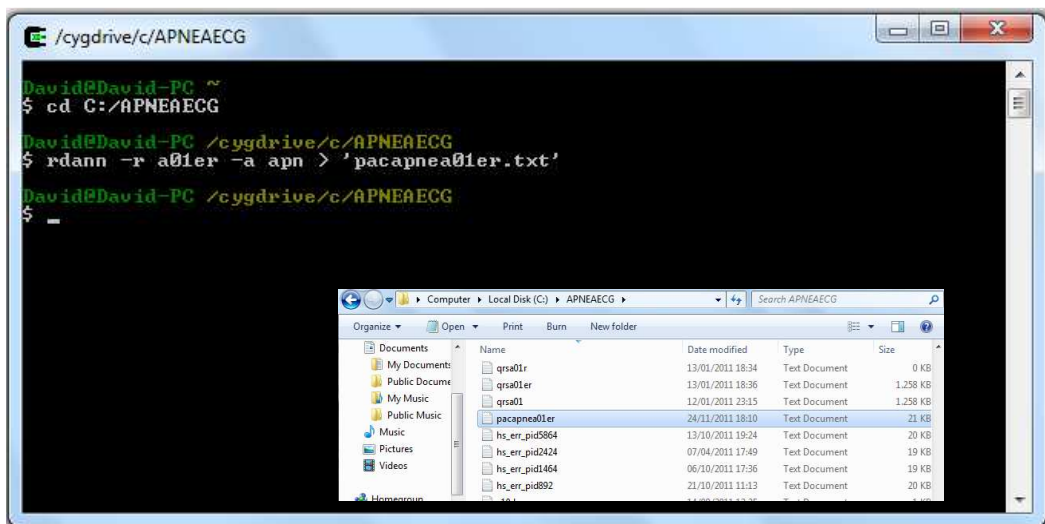 /cygdrive/c/APNEAECG
David@David-PC ~
$ cd C:/APNEAECG
David@David-PC /cygdrive/c/APNEAECG
$ rdann -r a01er -a apn > 'pacapnea01er.txt'
David@David-PC /cygdrive/c/APNEAECG
$ _
Computer Local Disk (C:) APNEAECG Search APNEAECG
Organize Open Print Burn New folder
Documents Name Date modified Type Size
My Documents qrsa01r 13/01/2011 18:34 Text Document 0 KB
Public Docume qrsa01er 13/01/2011 18:36 Text Document 1.258 KB
My Music qrsa01 12/01/2011 23:15 Text Document 1.258 KB
Public Music pacapnea01er 24/11/2011 18:10 Text Document 21 KB
Music hs_err_pid5864 13/10/2011 19:24 Text Document 20 KB
Pictures hs_err_pid2424 07/04/2011 17:49 Text Document 19 KB
Videos hs_err_pid1464 06/10/2011 17:36 Text Document 19 KB
hs_err_pid892 21/10/2011 11:13 Text Document 20 KB
Homegroup